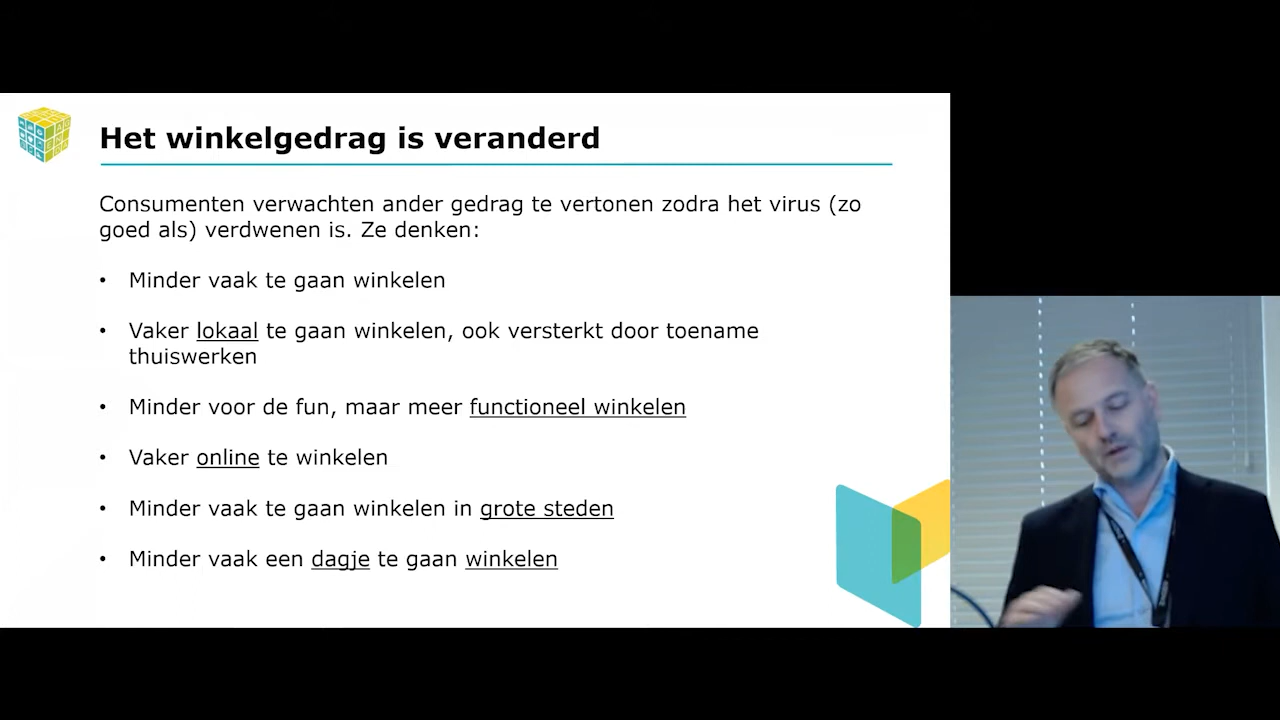 Het winkelgedrag is veranderd
Consumenten verwachten ander gedrag te vertonen zodra het virus (zo
goed als) verdwenen is. Ze denken:
• Minder vaak te gaan winkelen
• Vaker lokaal te gaan winkelen, ook versterkt door toename
thuiswerken
• Minder voor de fun, maar meer functioneel winkelen
• Vaker online te winkelen
• Minder vaak te gaan winkelen in grote steden
• Minder vaak een dagje te gaan winkelen